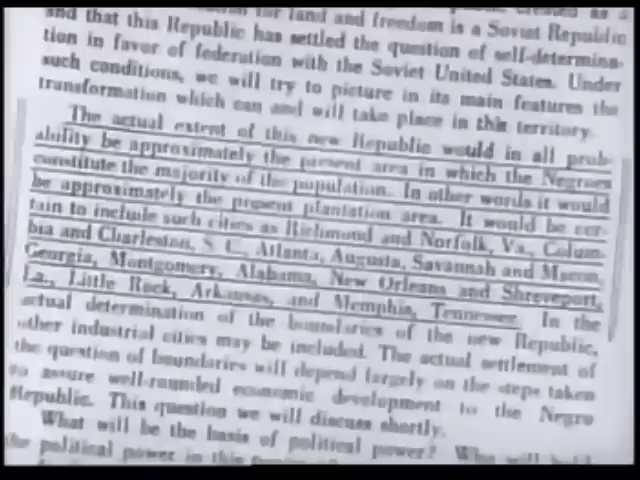 created as a
for land and freedom is a Soviet Republic
and that this Republic has settled the question of self-determina-
tion in favor of federation with the Soviet United States. Under
such conditions, we will try to picture in its main features the
transformation which can and will take place in this territory.
The actual extent of this new Republic would in all prob-
ability be approximately the present area in which the Negroes
constitute the majority of the population. In other words it would
be approximately the present plantation area. It would be cer-
tain to include such cities as Richmond and Norfolk, Va., Colum-
bia and Charleston, S. C., Atlanta, Augusta, Savannah and Macon,
Georgia, Montgomery, Alabama, New Orleans and Shreveport,
La., Little Rock, Arkansas, and Memphis, Tennessee. In the
actual determination of the boundaries of the new Republic,
other industrial cities may be included. The actual settlement of
the question of boundaries will depend largely on the steps taken
to assure well-rounded economic development to the Negro
Republic. This question we will discuss shortly.
What will be the basis of political power? Who will hold
the political power in this